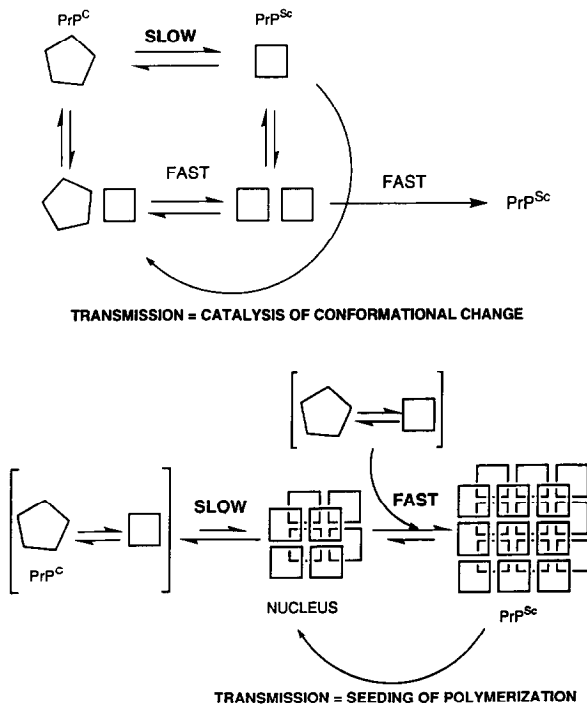 PrP^C
PrP^Sc
SLOW
FAST
FAST
PrP^Sc
TRANSMISSION = CATALYSIS OF CONFORMATIONAL CHANGE
SLOW
FAST
PrP^C
NUCLEUS
PrP^Sc
TRANSMISSION = SEEDING OF POLYMERIZATION